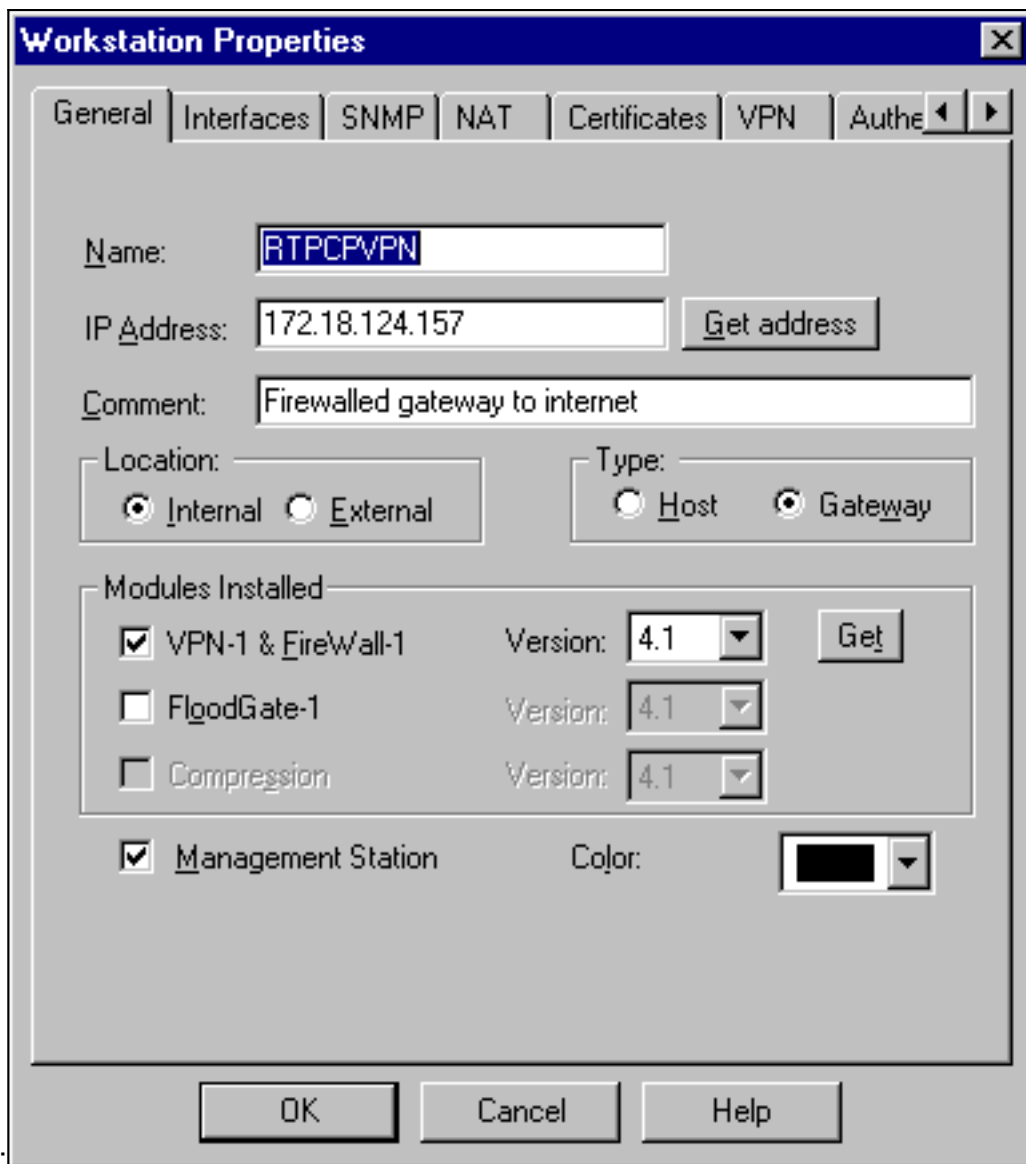 Workstation Properties
General Interfaces SNMP NAT Certificates VPN Authe
Name: RTPCPVPN
IP Address: 172.18.124.157 Get address
Comment: Firewalled gateway to internet
Location: Type:
Internal External Host Gateway
Modules Installed
VPN-1 & FireWall-1 Version: 4.1 Get
FloodGate-1 Version: 4.1
Compression Version: 4.1
Management Station Color:
OK Cancel Help
.